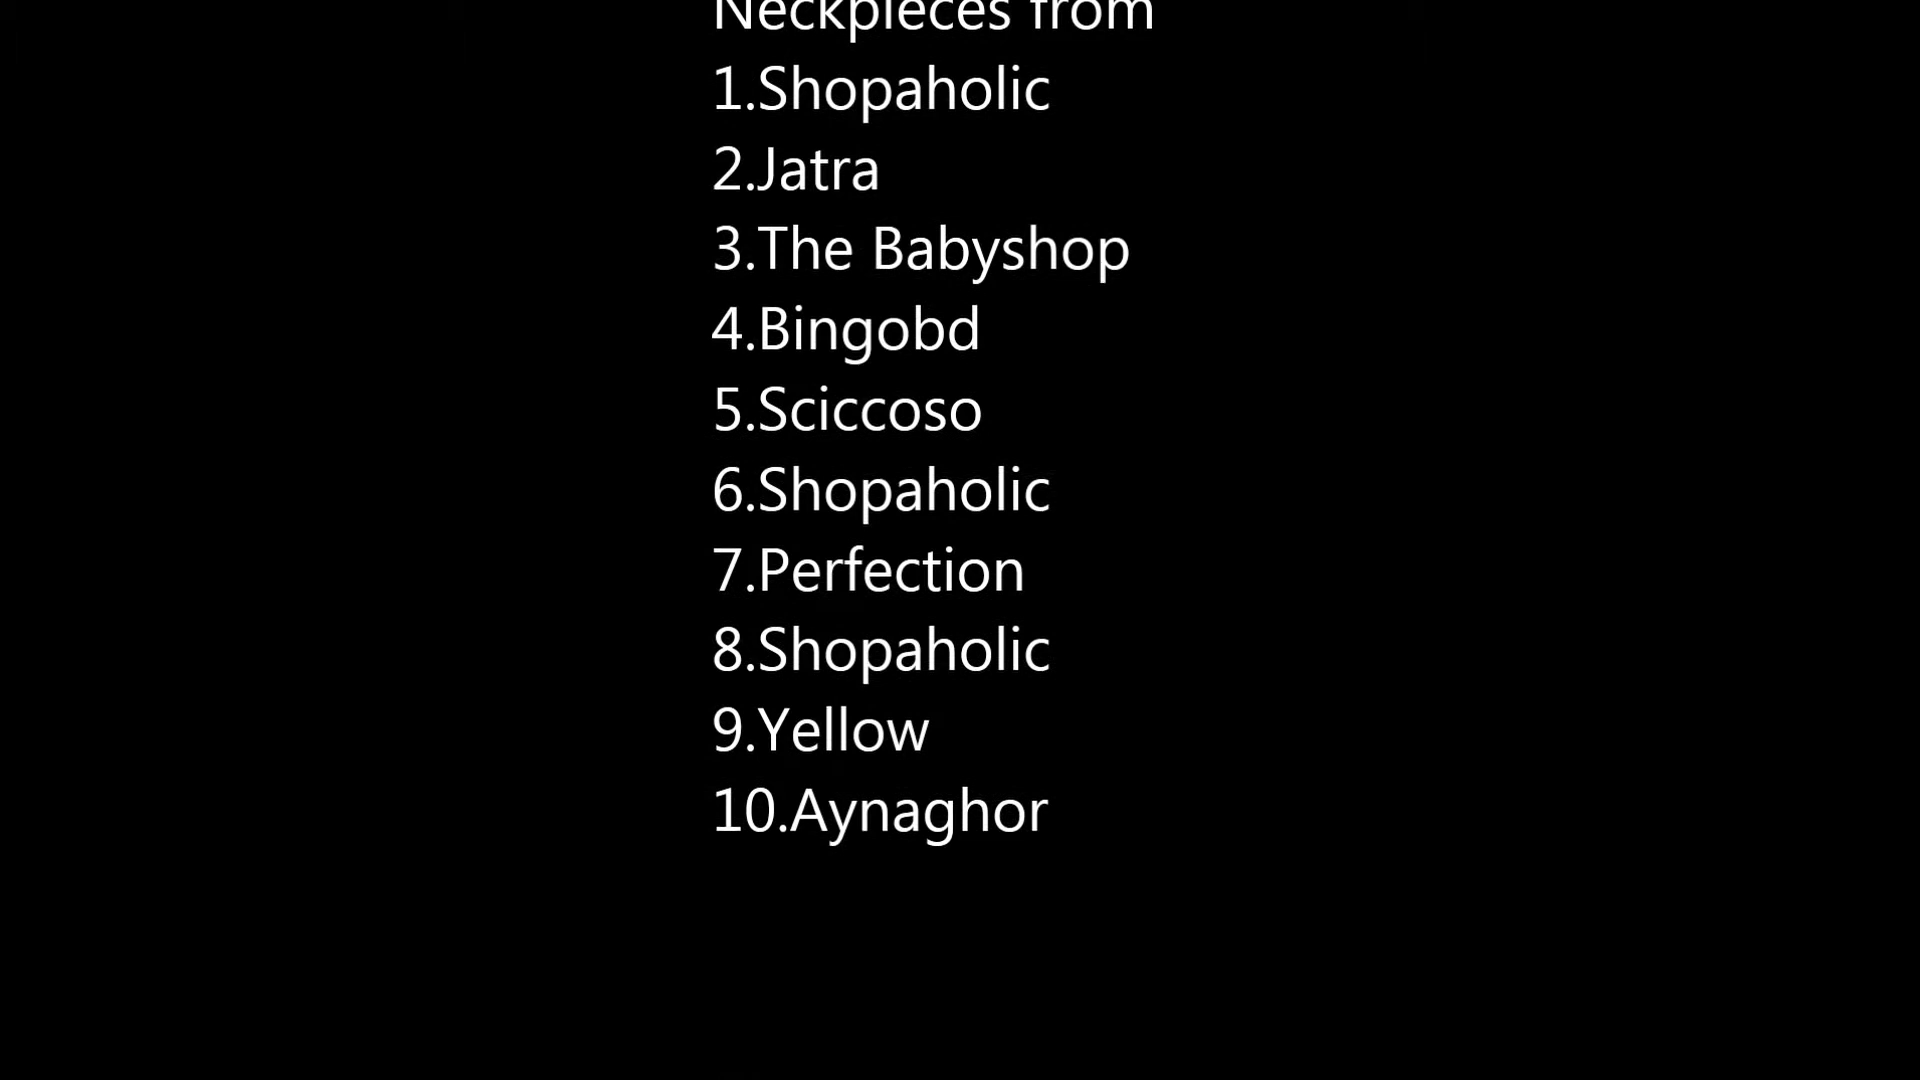 Neckpieces from
1.Shopaholic
2.Jatra
3.The Babyshop
4.Bingobd
5.Sciccoso
6.Shopaholic
7.Perfection
8.Shopaholic
9.Yellow
10.Aynaghor